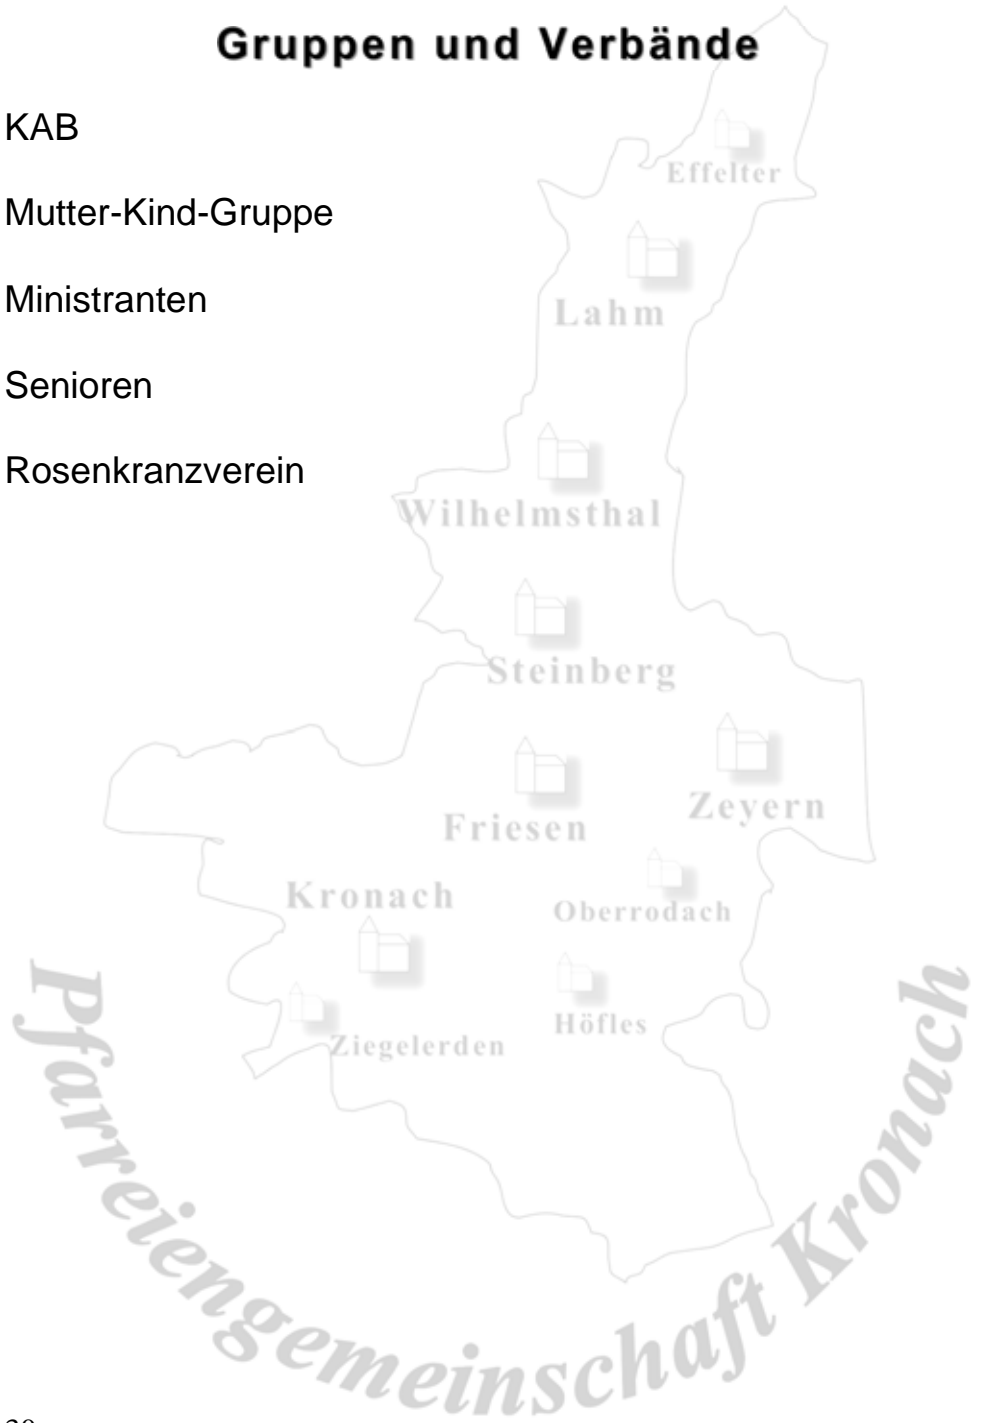 Gruppen und Verbände
KAB
Mutter-Kind-Gruppe
Ministranten
Senioren
Rosenkranzverein
Effelter
Lahm
Wilhelmsthal
Steinberg
Zeyern
Friesen
Kronach
Oberrodach
Höfles
Ziegelerden
Pfarreiengemeinschaft Kronach